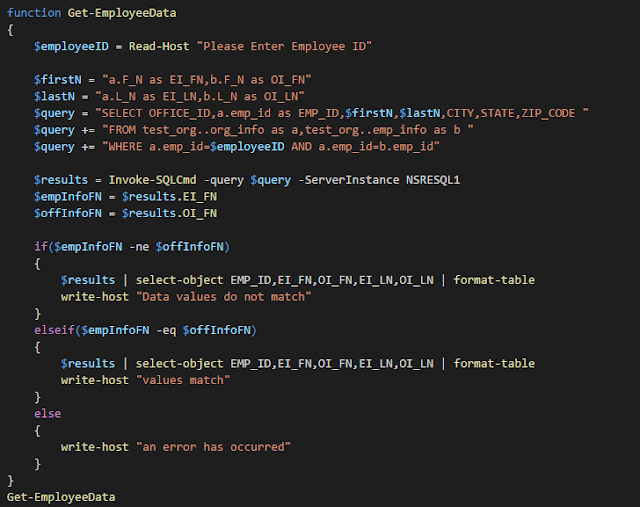 function Get-EmployeeData
{
    $employeeID = Read-Host "Please Enter Employee ID"

    $firstN = "a.F_N as EI_FN,b.F_N as OI_FN"
    $lastN = "a.L_N as EI_LN,b.L_N as OI_LN"
    $query = "SELECT OFFICE_ID,a.emp_id as EMP_ID,$firstN,$lastN,CITY,STATE,ZIP_CODE "
    $query += "FROM test_org..org_info as a,test_org..emp_info as b "
    $query += "WHERE a.emp_id=$employeeID AND a.emp_id=b.emp_id"

    $results = Invoke-SQLCmd -query $query -ServerInstance NSRESQL1
    $empInfoFN = $results.EI_FN
    $offInfoFN = $results.OI_FN

    if($empInfoFN -ne $offInfoFN)
    {
        $results | select-object EMP_ID,EI_FN,OI_FN,EI_LN,OI_LN | format-table
        write-host "Data values do not match"
    }
    elseif($empInfoFN -eq $offInfoFN)
    {
        $results | select-object EMP_ID,EI_FN,OI_FN,EI_LN,OI_LN | format-table
        write-host "values match"
    }
    else
    {
        write-host "an error has occurred"
    }
}
Get-EmployeeData